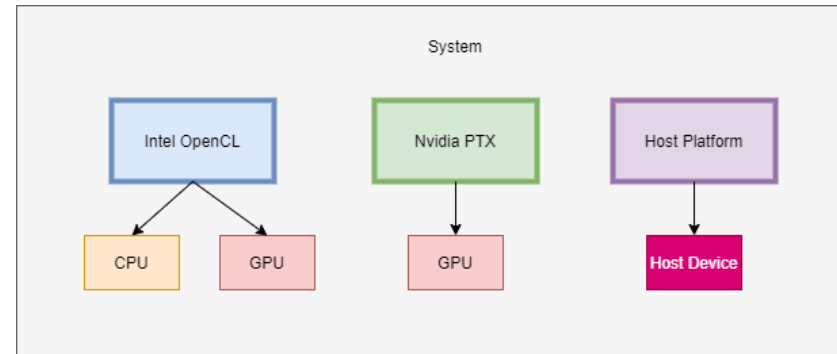 System
Intel OpenCL
Nvidia PTX
Host Platform
CPU
GPU
GPU
Host Device